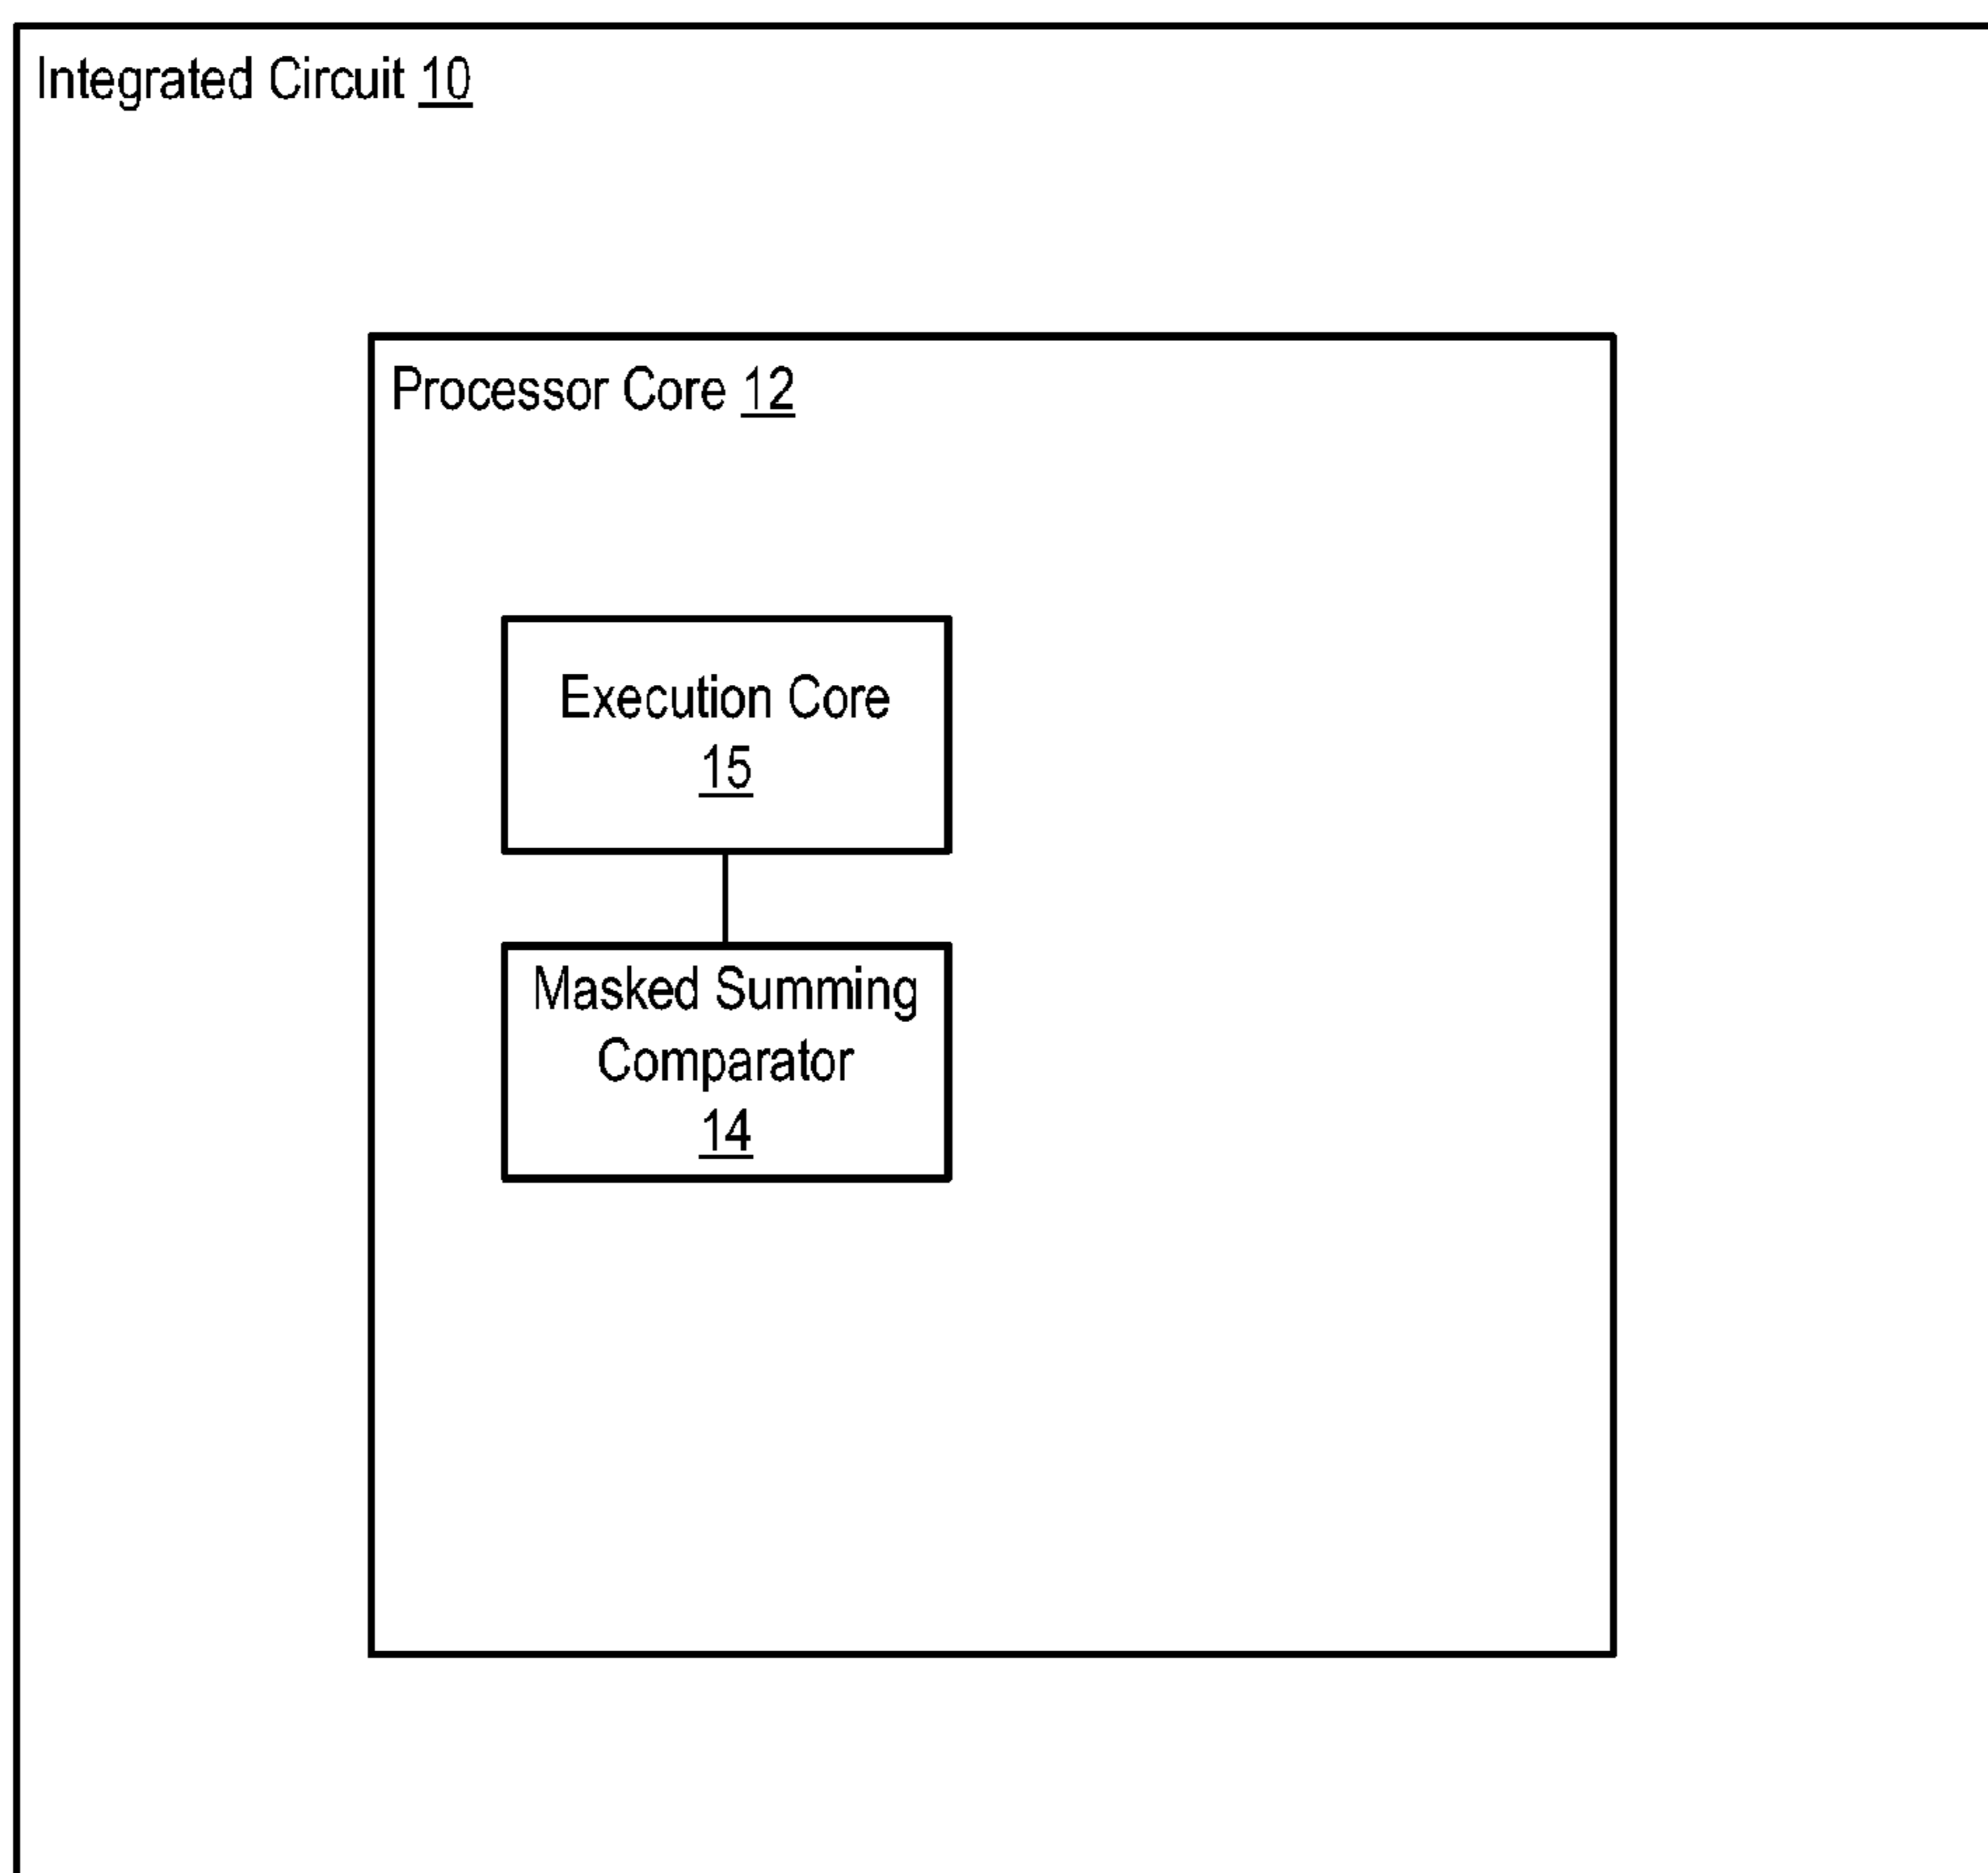 Integrated Circuit 10
Processor Core 12
Execution Core
15
Masked Summing
Comparator
14